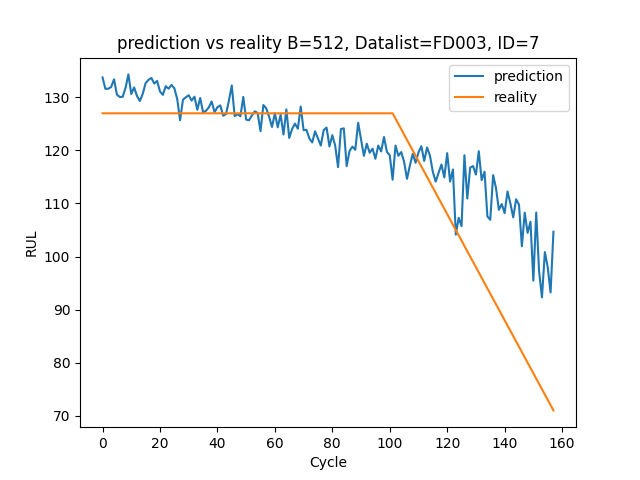 prediction vs reality B=512, Datalist=FD003, ID=7
prediction
reality
RUL
130
120
110
100
90
80
70
0 20 40 60 80 100 120 140 160
Cycle